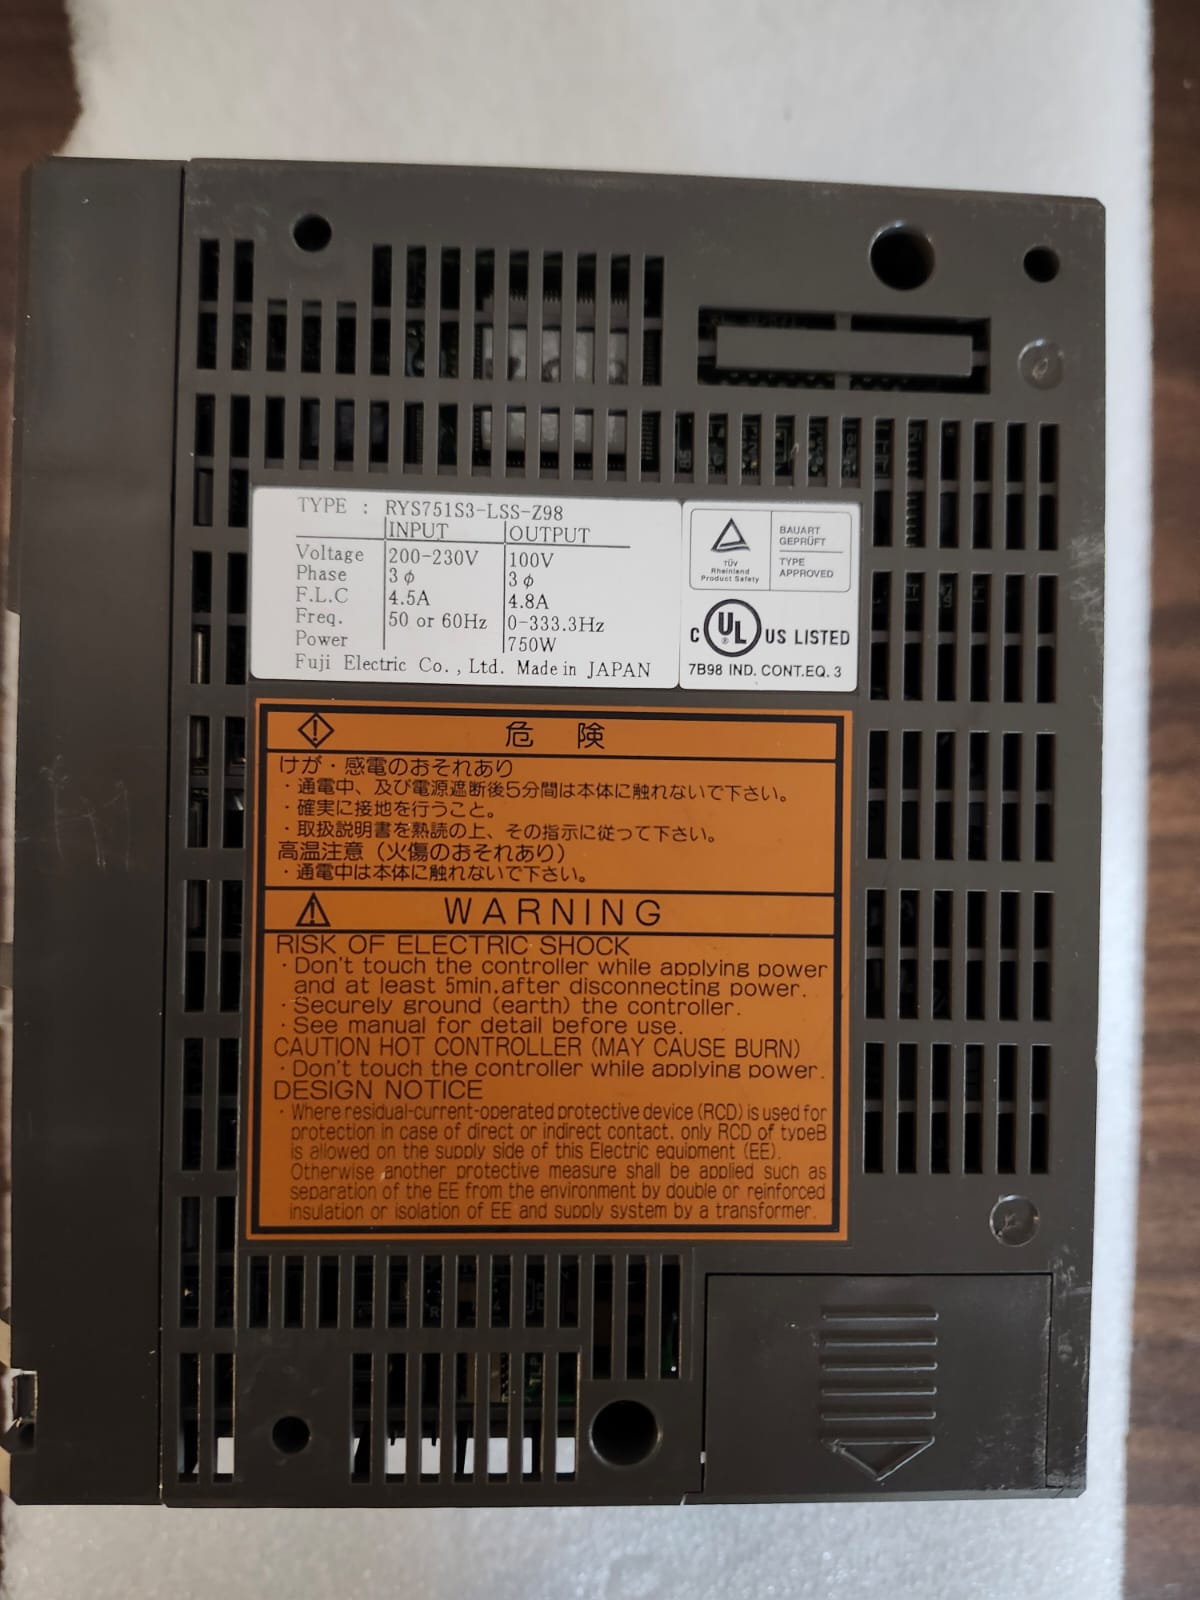 TYPE : RYS751S3-LSS-Z98
INPUT OUTPUT
Voltage 200-230V 100V
Phase 3φ 3φ
F.L.C 4.5A 4.8A
Freq. 50 or 60Hz 0-333.3Hz
Power 750W
Fuji Electric Co., Ltd. Made in JAPAN
TÜV
Rheinland
Product Safety
BAUART
GEPRÜFT
TYPE
APPROVED
C UL ® US LISTED
7B98 IND. CONT.EQ. 3
危 険
けが・感電のおそれあり
・通電中、及び電源遮断後5分間は本体に触れないで下さい。
・確実に接地を行うこと。
・取扱説明書を熟読の上、その指示に従って下さい。
高温注意(火傷のおそれあり)
・通電中は本体に触れないで下さい。
WARNING
RISK OF ELECTRIC SHOCK
・Don't touch the controller while applying power
and at least 5min.after disconnecting power.
・Securely ground (earth) the controller.
・See manual for detail before use.
CAUTION HOT CONTROLLER (MAY CAUSE BURN)
・Don't touch the controller while applying power.
DESIGN NOTICE
・Where residual-current-operated protective device (RCD) is used for
protection in case of direct or indirect contact, only RCD of typeB
is allowed on the supply side of this Electric equipment (EE).
Otherwise another protective measure shall be applied such as
separation of the EE from the environment by double or reinforced
insulation or isolation of EE and supply system by a transformer.